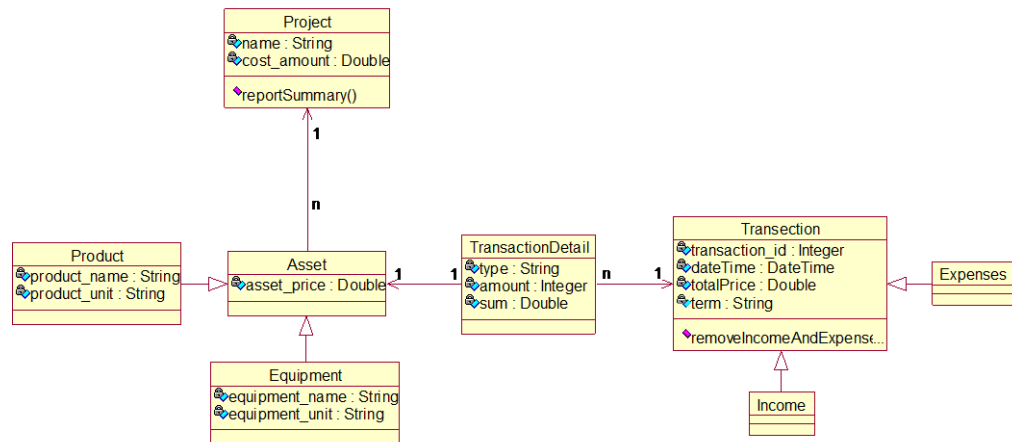 Project
name : String
cost_amount : Double
reportSummary()
1
n
Product
product_name : String
product_unit : String
Asset
asset_price : Double
1
1
TransactionDetail
type : String
amount : Integer
sum : Double
n
1
Transection
transaction_id : Integer
dateTime : DateTime
totalPrice : Double
term : String
removeIncomeAndExpense...
Expenses
Equipment
equipment_name : String
equipment_unit : String
Income